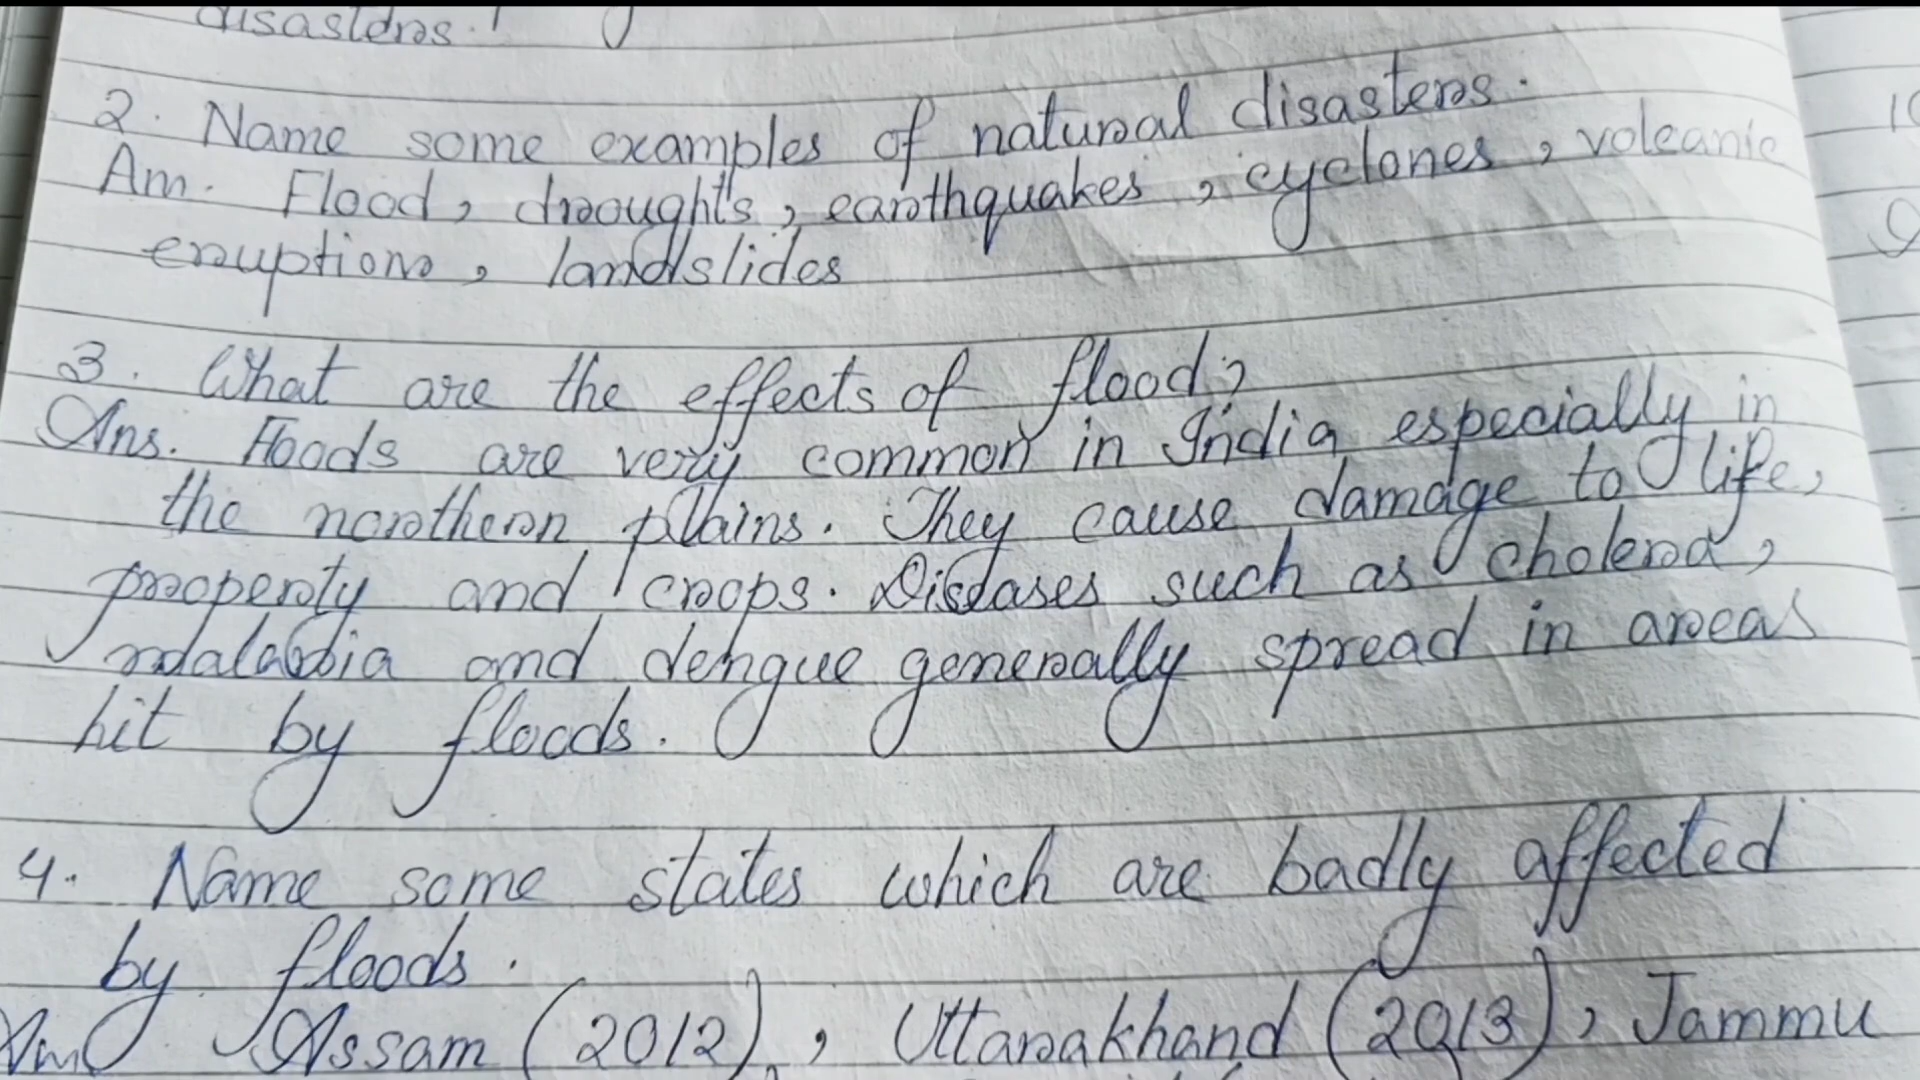 disasters.
2. Name some examples of natural disasters.
Ans. Flood, droughts, earthquakes, cyclones, volcanic
eruptions, landslides
3. What are the effects of flood?
Ans. Floods are very common in India especially in
the northern plains. They cause damage to life,
property and crops. Diseases such as cholera,
malaria and dengue generally spread in areas
hit by floods.
4. Name some states which are badly affected
by floods.
Ans Assam (2012), Uttarakhand (2013), Jammu